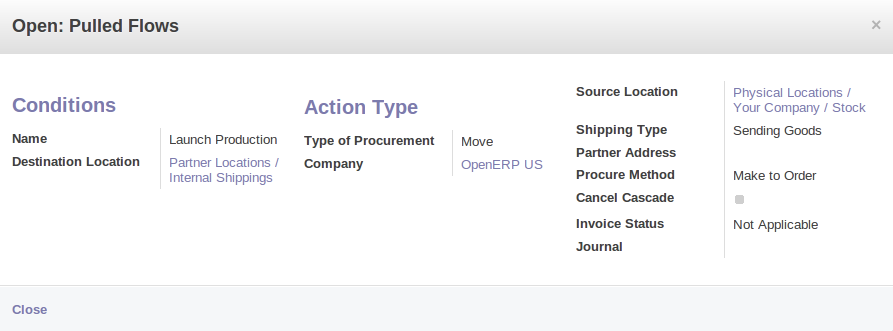 Open: Pulled Flows
×
Conditions
Name Launch Production
Destination Location Partner Locations /
Internal Shippings
Action Type
Type of Procurement Move
Company OpenERP US
Source Location Physical Locations /
Your Company / Stock
Shipping Type Sending Goods
Partner Address
Procure Method Make to Order
Cancel Cascade
Invoice Status Not Applicable
Journal
Close